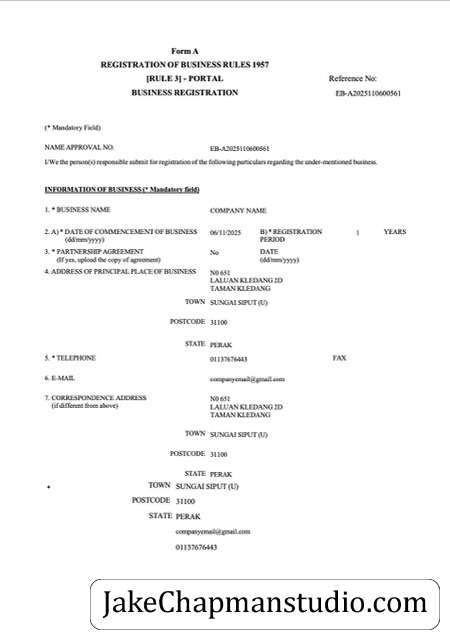 Form A
REGISTRATION OF BUSINESS RULES 1957
[RULE 3] - PORTAL
Reference No:
BUSINESS REGISTRATION
EB-A2025110600561
(* Mandatory Field)
NAME APPROVAL NO.
EB-A2025110600561
I/We the person(s) responsible submit for registration of the following particulars regarding the under-mentioned business.
INFORMATION OF BUSINESS (* Mandatory field)
1. * BUSINESS NAME COMPANY NAME
2. A) * DATE OF COMMENCEMENT OF BUSINESS 06/11/2025 B) * REGISTRATION 1 YEARS
(dd/mm/yyyy) PERIOD
3. * PARTNERSHIP AGREEMENT No DATE
(If yes, upload the copy of agreement) (dd/mm/yyyy)
4. ADDRESS OF PRINCIPAL PLACE OF BUSINESS N0 651
LALUAN KLEDANG 2D
TAMAN KLEDANG
TOWN SUNGAI SIPUT (U)
POSTCODE 31100
STATE PERAK
5. * TELEPHONE 01137676443 FAX
6. E-MAIL companyemail@gmail.com
7. CORRESPONDENCE ADDRESS N0 651
(if different from above) LALUAN KLEDANG 2D
TAMAN KLEDANG
TOWN SUNGAI SIPUT (U)
POSTCODE 31100
STATE PERAK
• TOWN SUNGAI SIPUT (U)
POSTCODE 31100
STATE PERAK
companyemail@gmail.com
01137676443
JakeChapmanstudio.com